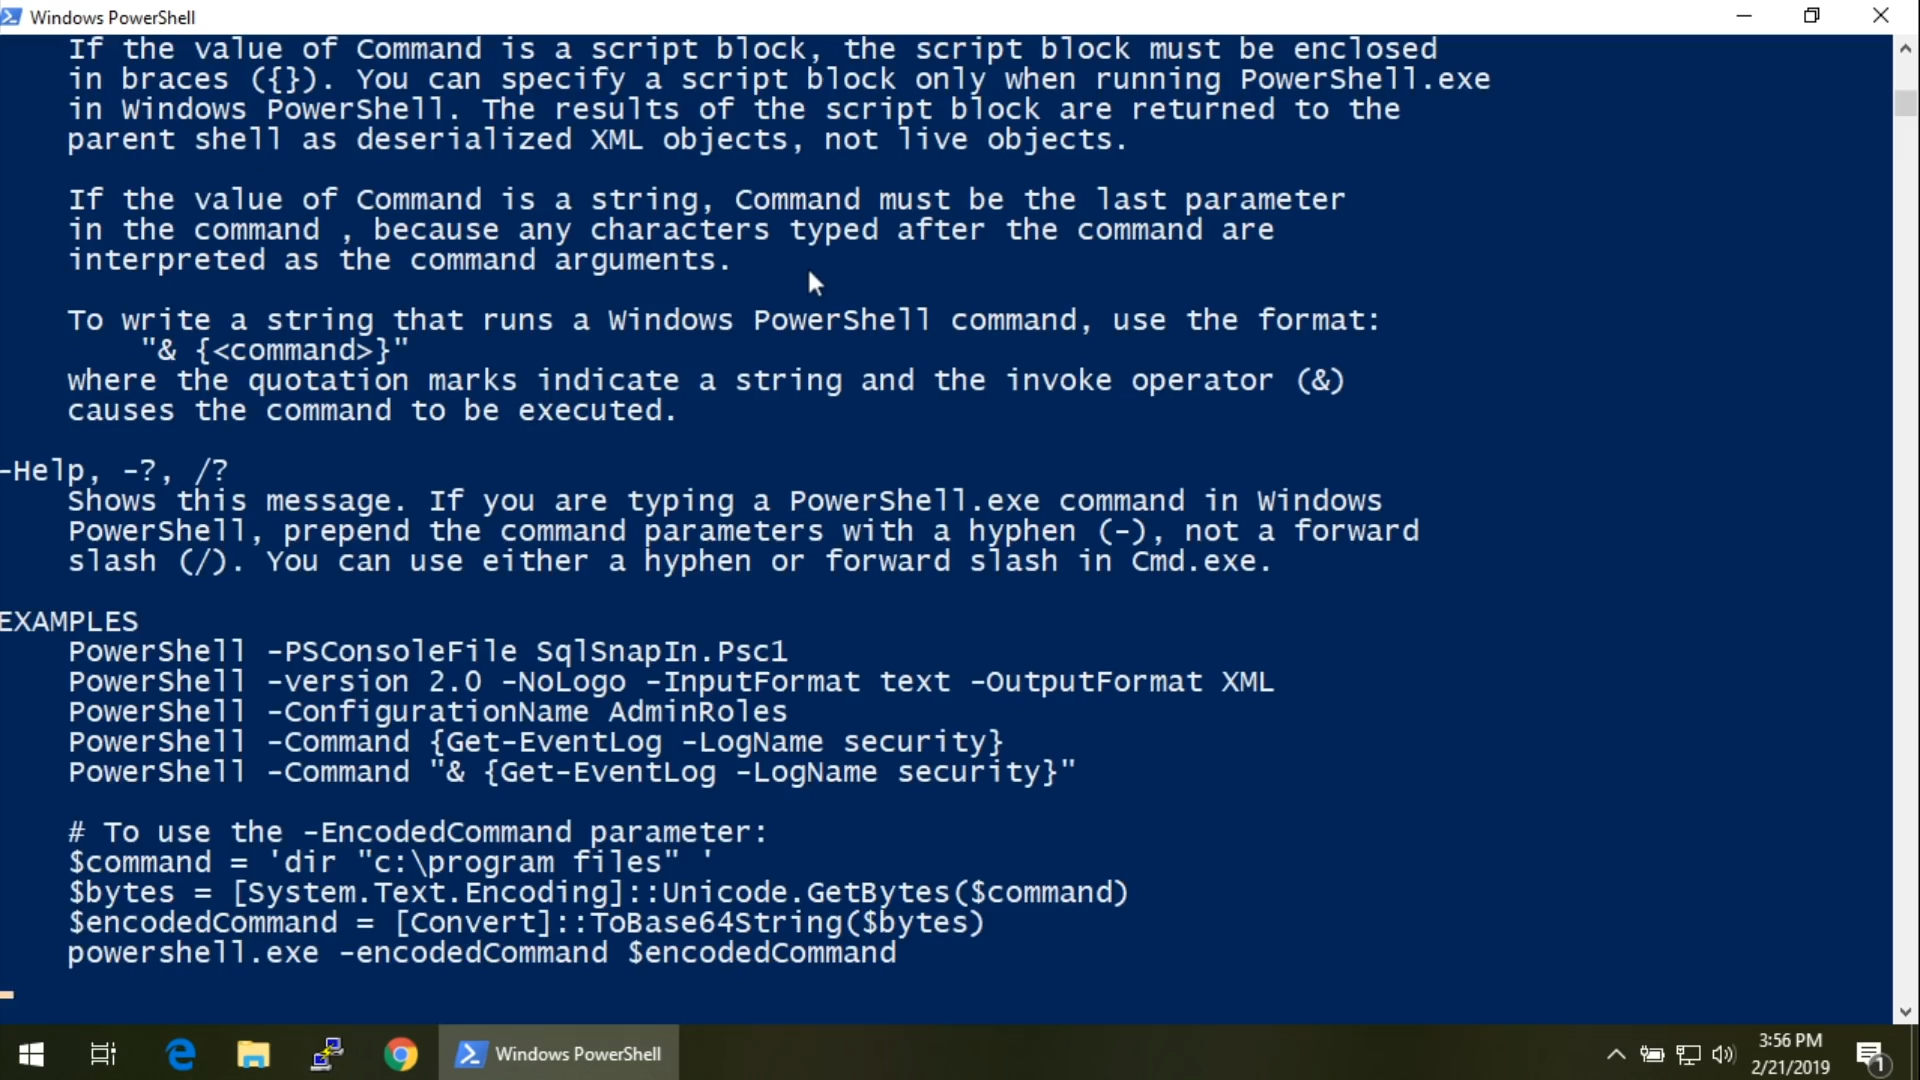 Windows PowerShell
If the value of Command is a script block, the script block must be enclosed
in braces ({}). You can specify a script block only when running PowerShell.exe
in Windows PowerShell. The results of the script block are returned to the
parent shell as deserialized XML objects, not live objects.
If the value of Command is a string, Command must be the last parameter
in the command , because any characters typed after the command are
interpreted as the command arguments.
To write a string that runs a Windows PowerShell command, use the format:
"& {<command>}"
where the quotation marks indicate a string and the invoke operator (&)
causes the command to be executed.
-Help, -?, /?
Shows this message. If you are typing a PowerShell.exe command in Windows
PowerShell, prepend the command parameters with a hyphen (-), not a forward
slash (/). You can use either a hyphen or forward slash in Cmd.exe.
EXAMPLES
PowerShell -PSConsoleFile SqlSnapIn.Psc1
PowerShell -version 2.0 -NoLogo -InputFormat text -OutputFormat XML
PowerShell -ConfigurationName AdminRoles
PowerShell -Command {Get-EventLog -LogName security}
PowerShell -Command "& {Get-EventLog -LogName security}"
# To use the -EncodedCommand parameter:
$command = 'dir "c:\program files" '
$bytes = [System.Text.Encoding]::Unicode.GetBytes($command)
$encodedCommand = [Convert]::ToBase64String($bytes)
powershell.exe -encodedCommand $encodedCommand
Windows PowerShell
3:56 PM
2/21/2019
1